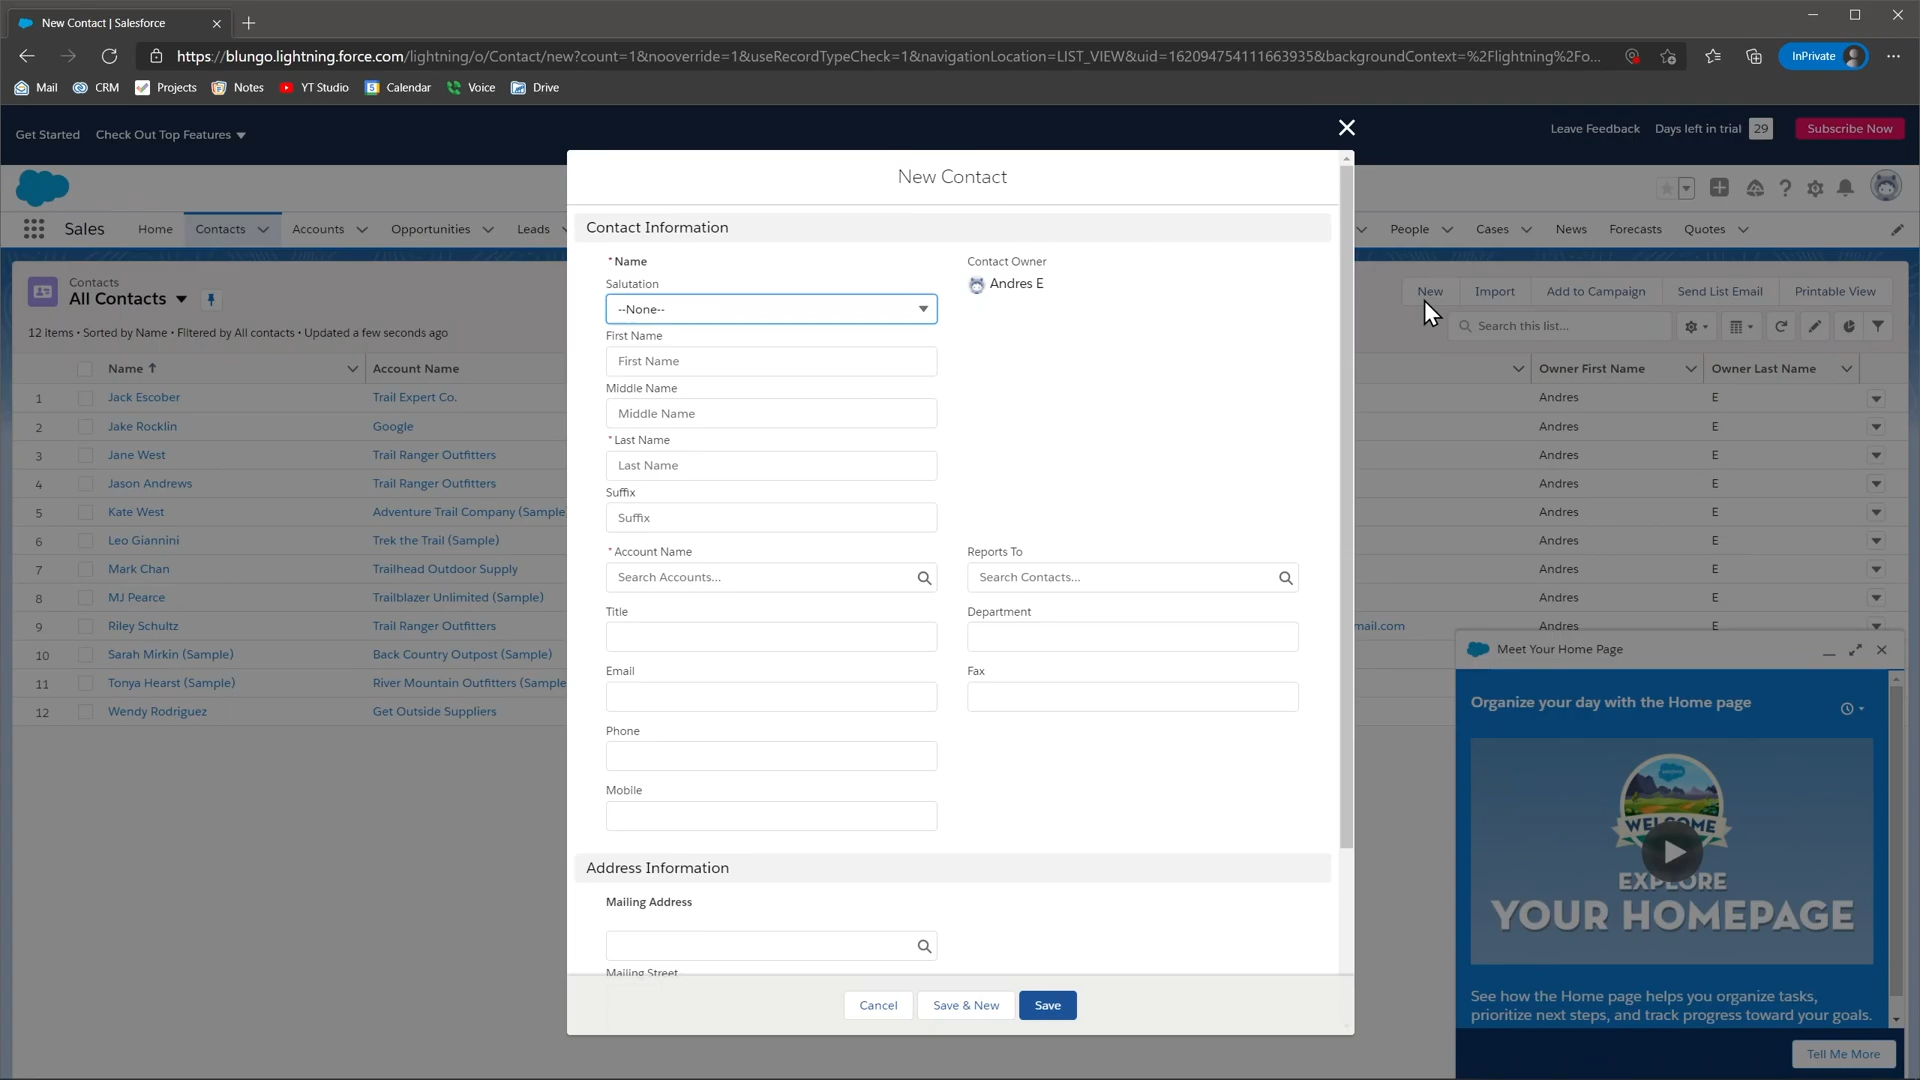 New Contact | Salesforce
https://blungo.lightning.force.com/lightning/o/Contact/new?count=1&nooverride=1&useRecordTypeCheck=1&navigationLocation=LIST_VIEW&uid=162094754111663935&backgroundContext=%2Flightning%2Fo...
InPrivate
Mail CRM Projects Notes YT Studio Calendar Voice Drive
Get Started Check Out Top Features
Leave Feedback Days left in trial 29 Subscribe Now
Sales Home Contacts Accounts Opportunities Leads People Cases News Forecasts Quotes
Contacts
All Contacts
12 items • Sorted by Name • Filtered by All contacts • Updated a few seconds ago
New Import Add to Campaign Send List Email Printable View
Search this list...
Name Account Name Owner First Name Owner Last Name
1 Jack Escober Trail Expert Co. Andres E
2 Jake Rocklin Google Andres E
3 Jane West Trail Ranger Outfitters Andres E
4 Jason Andrews Trail Ranger Outfitters Andres E
5 Kate West Adventure Trail Company (Sample Andres E
6 Leo Giannini Trek the Trail (Sample) Andres E
7 Mark Chan Trailhead Outdoor Supply Andres E
8 MJ Pearce Trailblazer Unlimited (Sample) Andres E
9 Riley Schultz Trail Ranger Outfitters mail.com Andres E
10 Sarah Mirkin (Sample) Back Country Outpost (Sample)
11 Tonya Hearst (Sample) River Mountain Outfitters (Sample
12 Wendy Rodriguez Get Outside Suppliers
New Contact
Contact Information
*Name
Contact Owner
Salutation
Andres E
--None--
First Name
First Name
Middle Name
Middle Name
*Last Name
Last Name
Suffix
Suffix
*Account Name
Reports To
Search Accounts...
Search Contacts...
Title
Department
Email
Fax
Phone
Mobile
Address Information
Mailing Address
Mailing Street
Cancel Save & New Save
Meet Your Home Page
Organize your day with the Home page
WELCOME
EXPLORE
YOUR HOMEPAGE
See how the Home page helps you organize tasks,
prioritize next steps, and track progress toward your goals.
Tell Me More